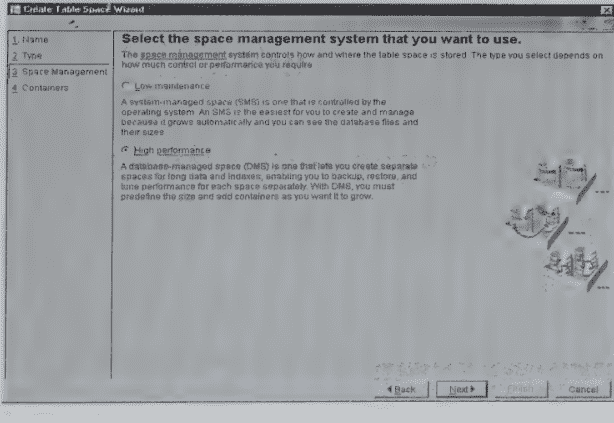 Create Table Space Wizard
1. Name
2. Type
3. Space Management
4. Containers
Select the space management system that you want to use.
The space management system controls how and where the table space is stored. The type you select depends on
how much control or performance you require
Low maintenance
A system-managed space (SMS) is one that is controlled by the
operating system. An SMS is the easiest for you to create and manage
because it grows automatically and you can see the database files and
their sizes
High performance
A database-managed space (DMS) is one that lets you create separate
spaces for long data and indexes, enabling you to backup, restore, and
tune performance for each space separately. With DMS, you must
predefine the size and add containers as you want it to grow.
Back
Next
Finish
Cancel